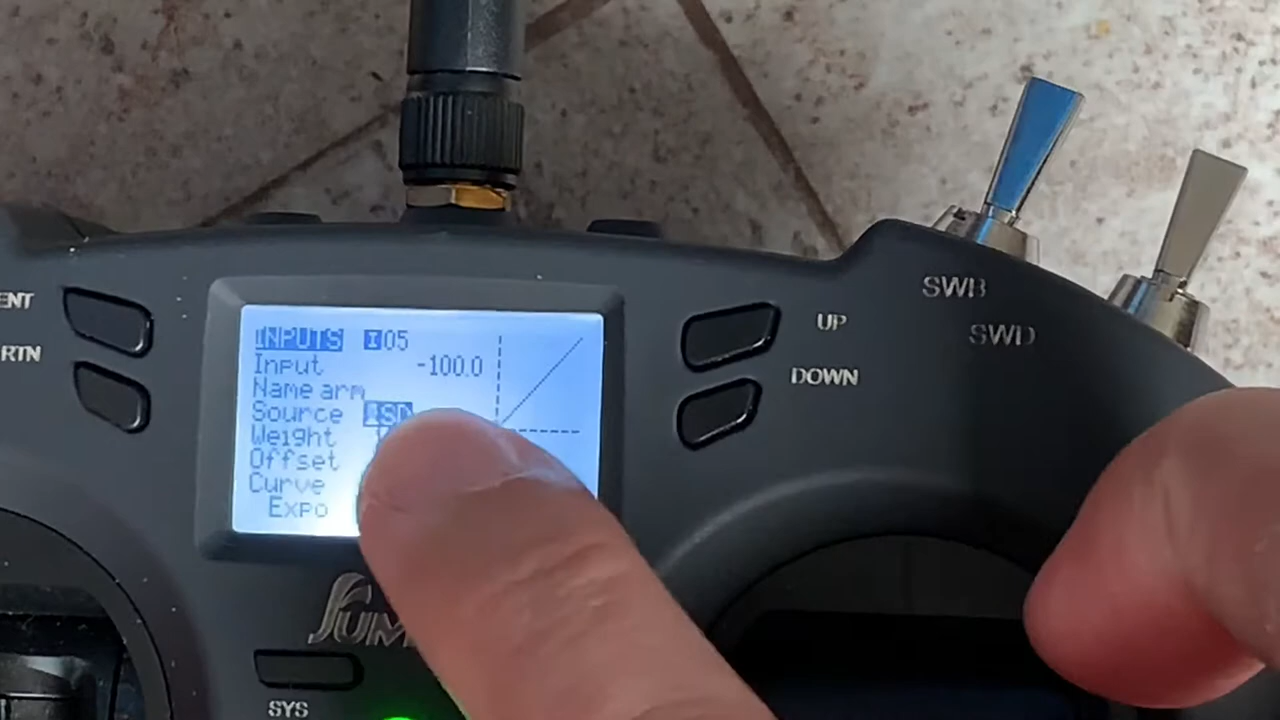 ENT
RTN
INPUTS I05
Input -100.0
Name arm
Source SD
Weight
Offset
Curve
Expo
UP
DOWN
SWB
SWD
JUM
SYS